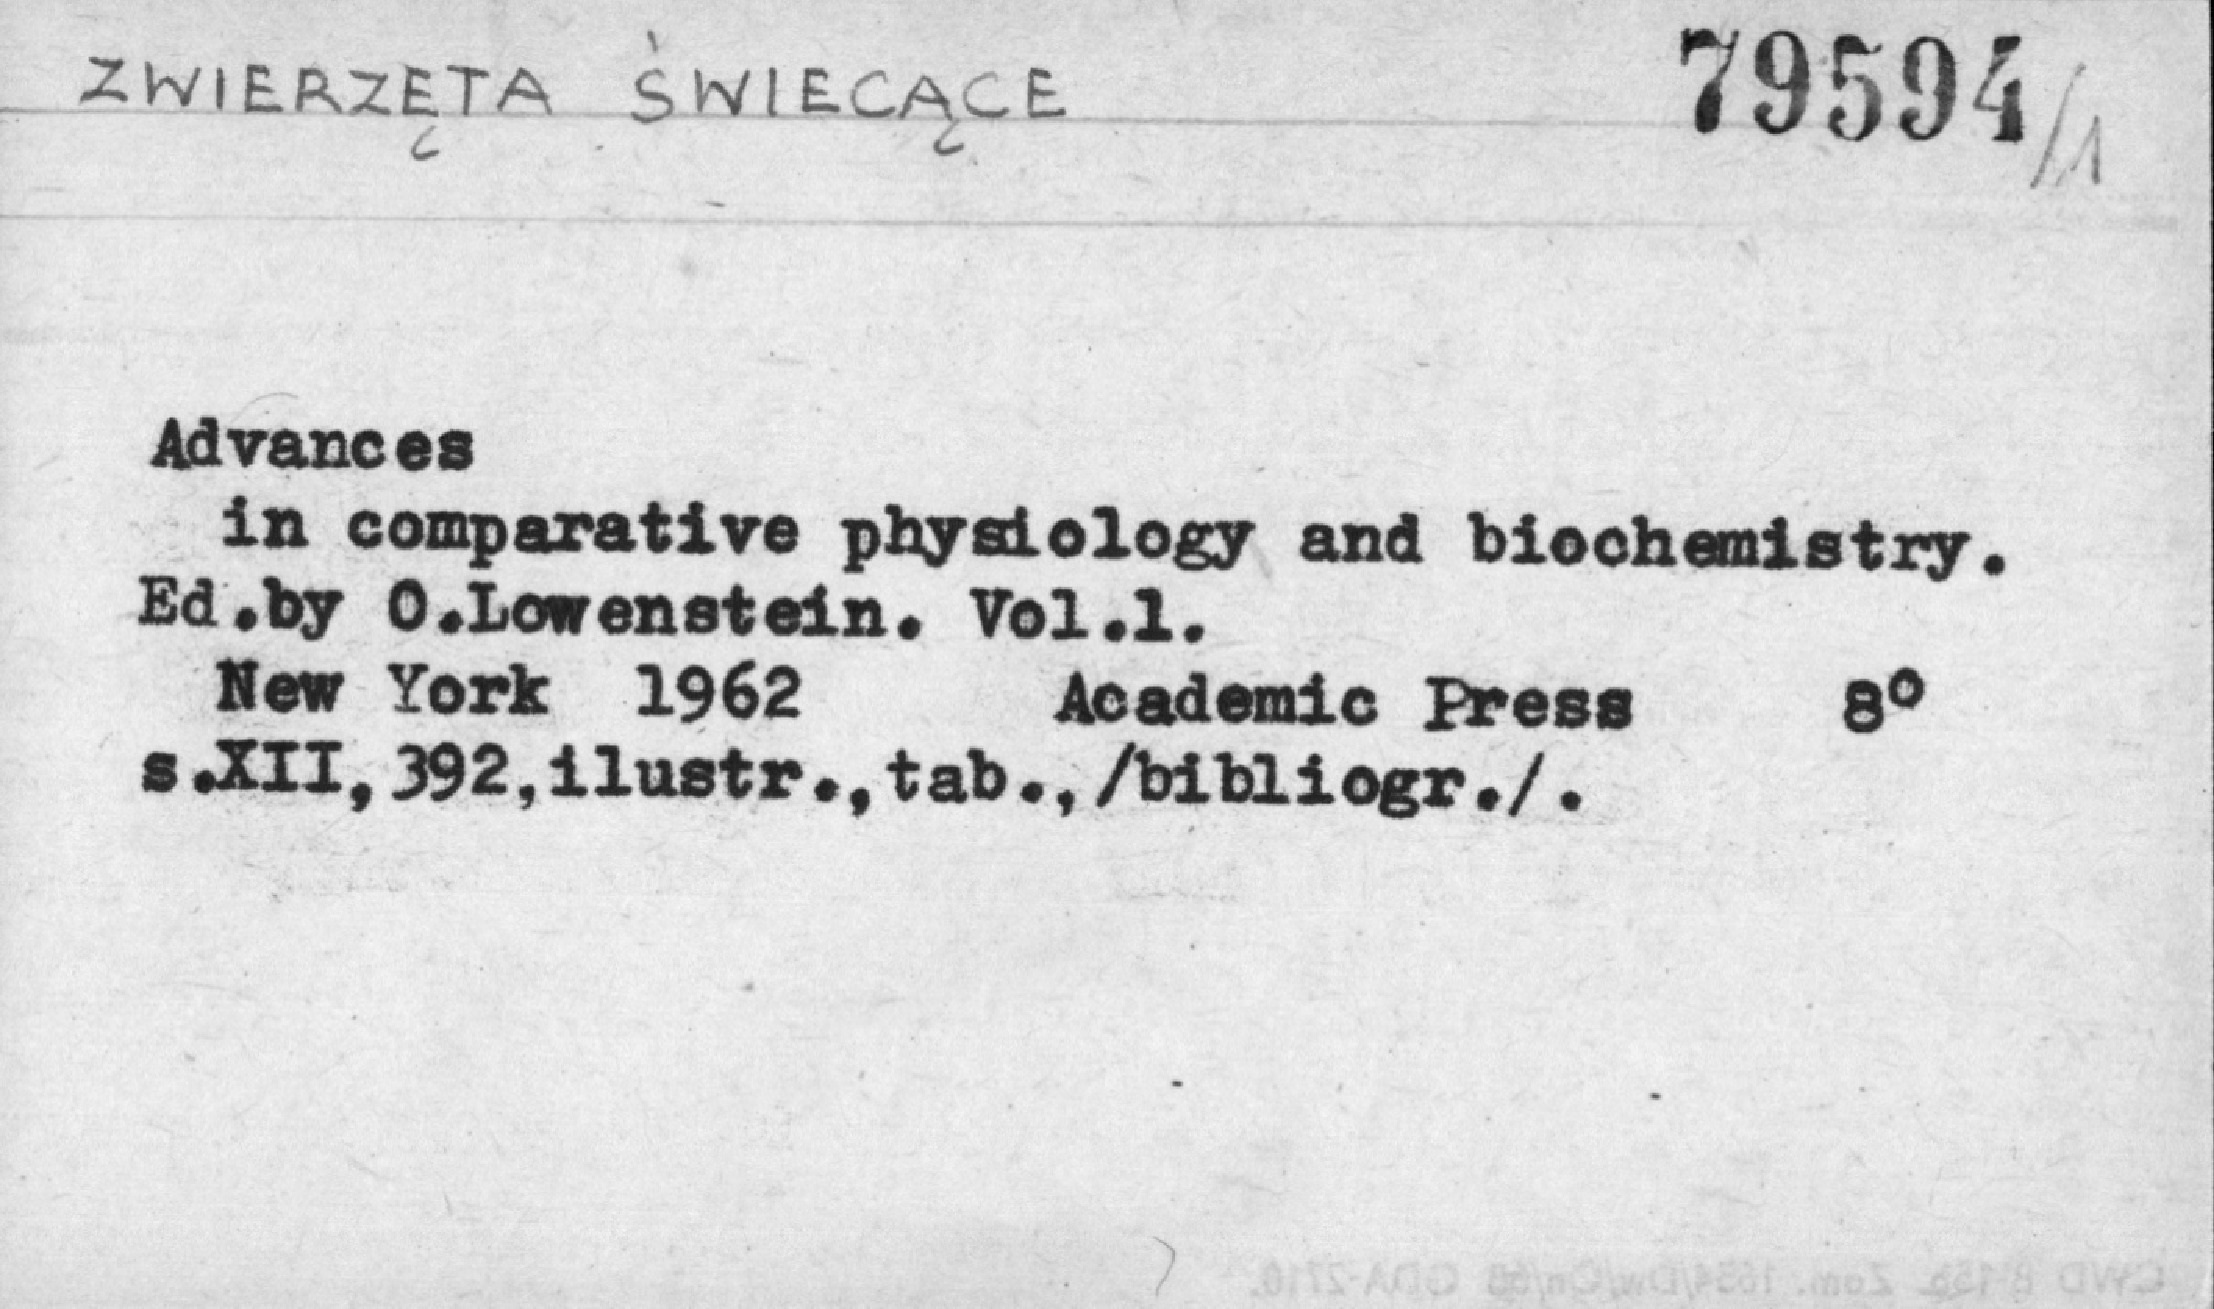 ZWIERZĘTA ŚWIECĄCE 79594/1
Advances
in comparative physiology and biochemistry.
Ed.by O.Lowenstein. Vol.1.
New York 1962 Academic Press 8°
s.XII,392,ilustr.,tab.,/bibliogr./.